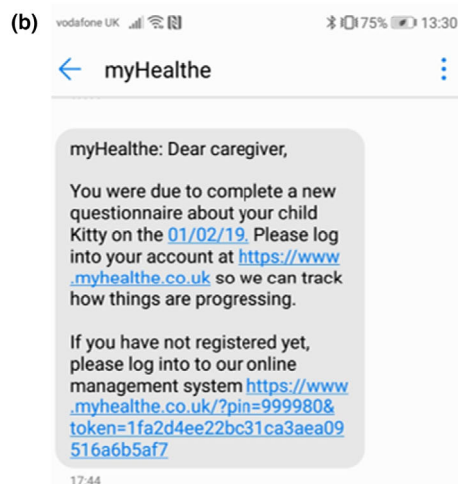 (b)
vodafone UK 75% 13:30
myHealthe
myHealthe: Dear caregiver,
You were due to complete a new
questionnaire about your child
Kitty on the 01/02/19. Please log
into your account at https://www
.myhealthe.co.uk so we can track
how things are progressing.
If you have not registered yet,
please log into to our online
management system https://www
.myhealthe.co.uk/?pin=999980&
token=1fa2d4ee22bc31ca3aea09
516a6b5af7
17:44